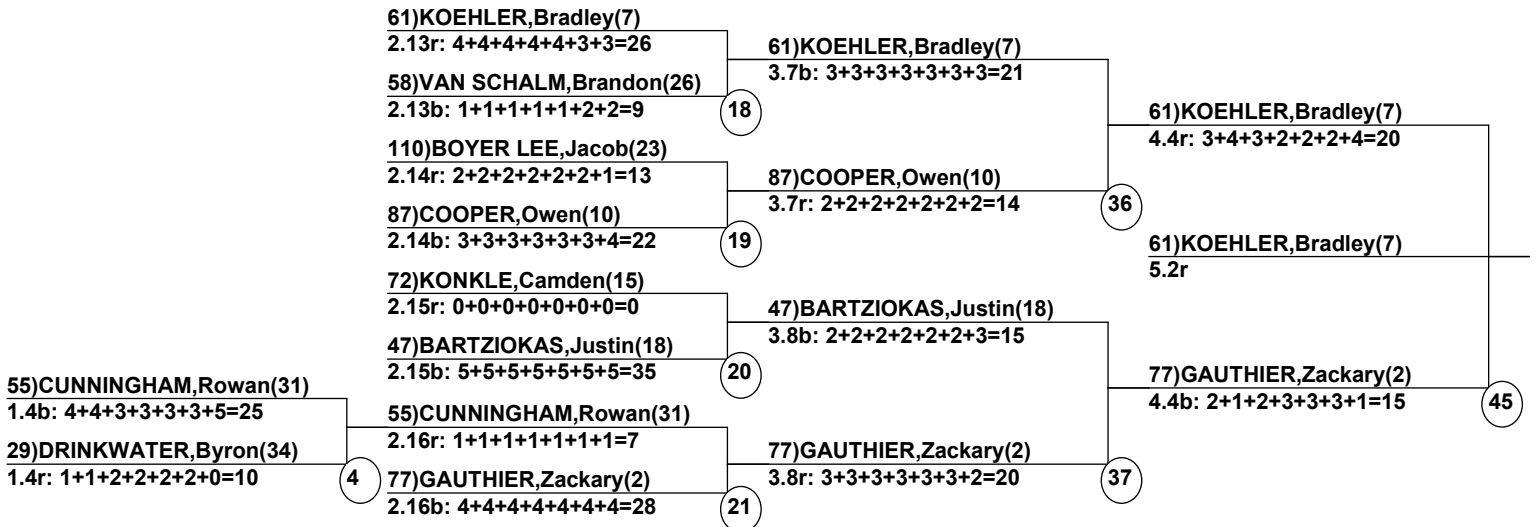 55)CUNNINGHAM,Rowan(31)
1.4b: 4+4+3+3+3+3+5=25
29)DRINKWATER,Byron(34)
1.4r: 1+1+2+2+2+2+0=10
4
61)KOEHLER,Bradley(7)
2.13r: 4+4+4+4+4+3+3=26
58)VAN SCHALM,Brandon(26)
2.13b: 1+1+1+1+1+2+2=9
18
110)BOYER LEE,Jacob(23)
2.14r: 2+2+2+2+2+2+1=13
87)COOPER,Owen(10)
2.14b: 3+3+3+3+3+3+4=22
19
72)KONKLE,Camden(15)
2.15r: 0+0+0+0+0+0+0=0
47)BARTZIOKAS,Justin(18)
2.15b: 5+5+5+5+5+5+5=35
20
55)CUNNINGHAM,Rowan(31)
2.16r: 1+1+1+1+1+1+1=7
77)GAUTHIER,Zackary(2)
2.16b: 4+4+4+4+4+4+4=28
21
61)KOEHLER,Bradley(7)
3.7b: 3+3+3+3+3+3+3=21
87)COOPER,Owen(10)
3.7r: 2+2+2+2+2+2+2=14
36
47)BARTZIOKAS,Justin(18)
3.8b: 2+2+2+2+2+2+3=15
77)GAUTHIER,Zackary(2)
3.8r: 3+3+3+3+3+3+2=20
37
61)KOEHLER,Bradley(7)
4.4r: 3+4+3+2+2+2+4=20
61)KOEHLER,Bradley(7)
5.2r
77)GAUTHIER,Zackary(2)
4.4b: 2+1+2+3+3+3+1=15
45